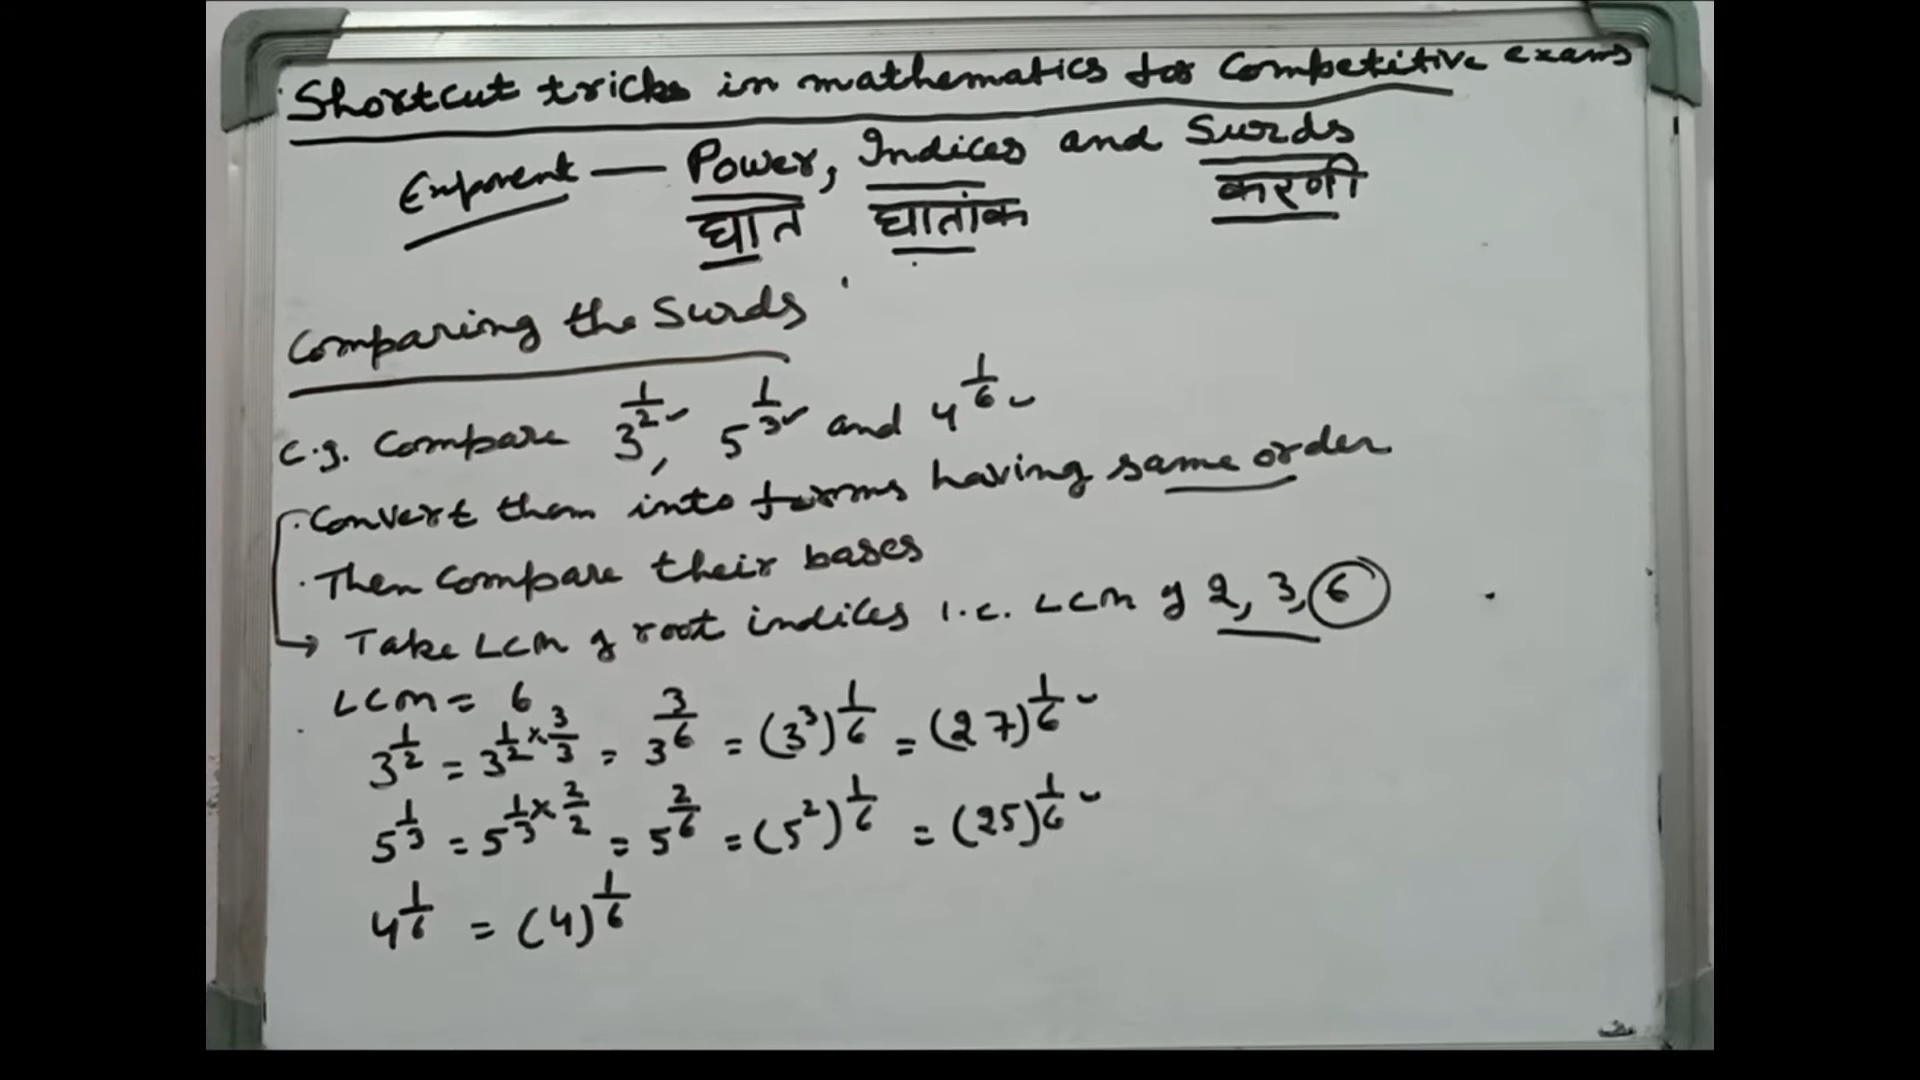 Shortcut tricks in mathematics for Competitive exams
Exponent — Power, Indices and Surds
घात घातांक करणी
Comparing the Surds
e.g. Compare 3^{1/2}, 5^{1/3} and 4^{1/6}
. Convert them into forms having same order
. Then compare their bases
→ Take LCM of root indices i.e. LCM of 2, 3, 6
LCM = 6
3^{1/2} = 3^{1/2 × 3/3} = 3^{3/6} = (3^3)^{1/6} = (27)^{1/6}
5^{1/3} = 5^{1/3 × 2/2} = 5^{2/6} = (5^2)^{1/6} = (25)^{1/6}
4^{1/6} = (4)^{1/6}